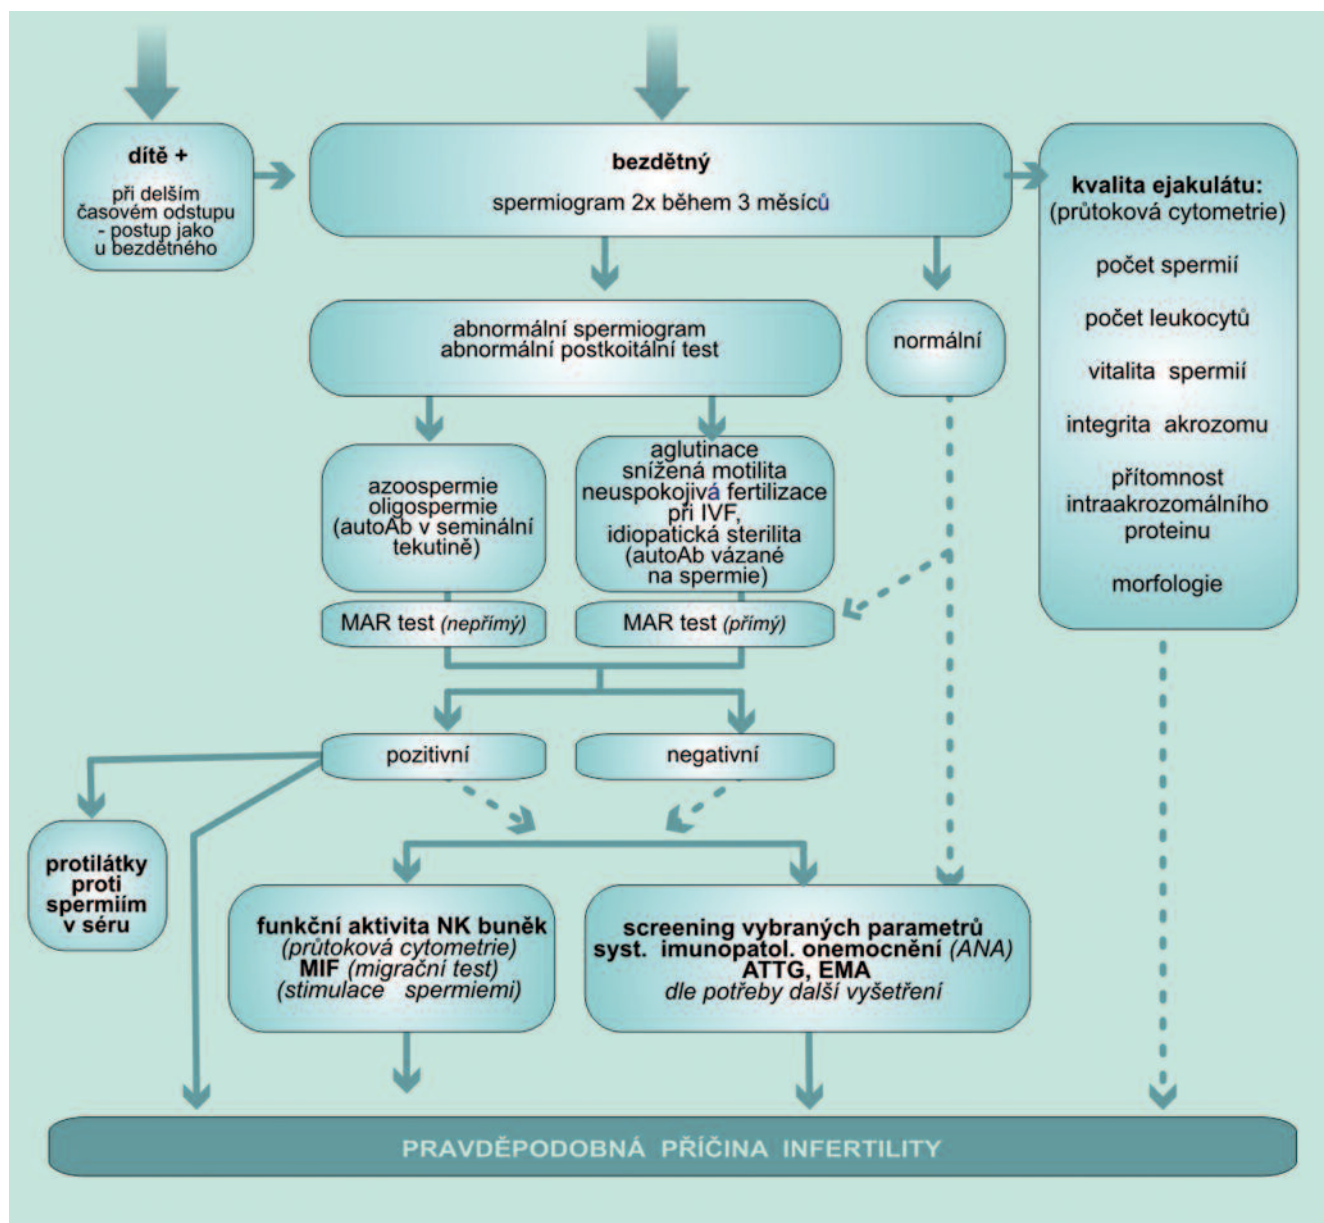 dítě +
při delším
časovém odstupu
- postup jako
u bezdětného
bezdětný
spermiogram 2x během 3 měsíců
kvalita ejakulátu:
(průtoková cytometrie)
počet spermií
počet leukocytů
vitalita spermií
integrita akrozomu
přítomnost
intraakrozomálního
proteinu
morfologie
abnormální spermiogram
abnormální postkoitální test
normální
azoospermie
oligospermie
(autoAb v seminální
tekutině)
aglutinace
snížená motilita
neuspokojivá fertilizace
při IVF,
idiopatická sterilita
(autoAb vázané
na spermie)
MAR test (nepřímý)
MAR test (přímý)
pozitivní
negativní
protilátky
proti
spermiím
v séru
funkční aktivita NK buněk
(průtoková cytometrie)
MIF (migrační test)
(stimulace spermiemi)
screening vybraných parametrů
syst. imunopatol. onemocnění (ANA)
ATTG, EMA
dle potřeby další vyšetření
PRAVDĚPODOBNÁ PŘÍČINA INFERTILITY